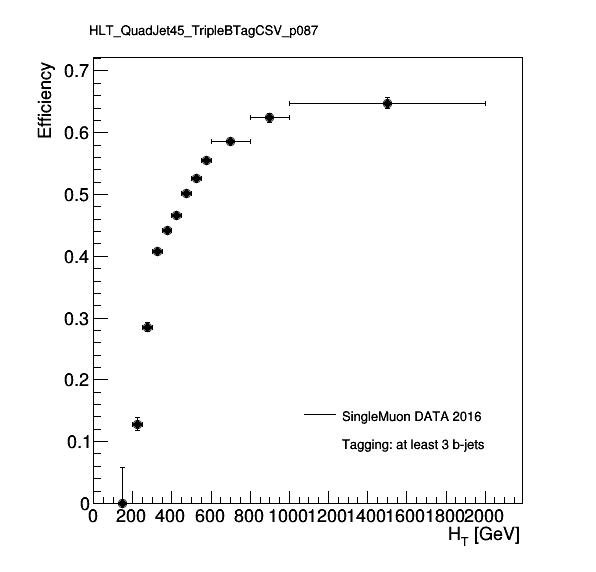 HLT_QuadJet45_TripleBTagCSV_p087
Efficiency
0.7
0.6
0.5
0.4
0.3
0.2
0.1
0
SingleMuon DATA 2016
Tagging: at least 3 b-jets
0 200 400 600 800 1000 1200 1400 1600 1800 2000
H_T [GeV]